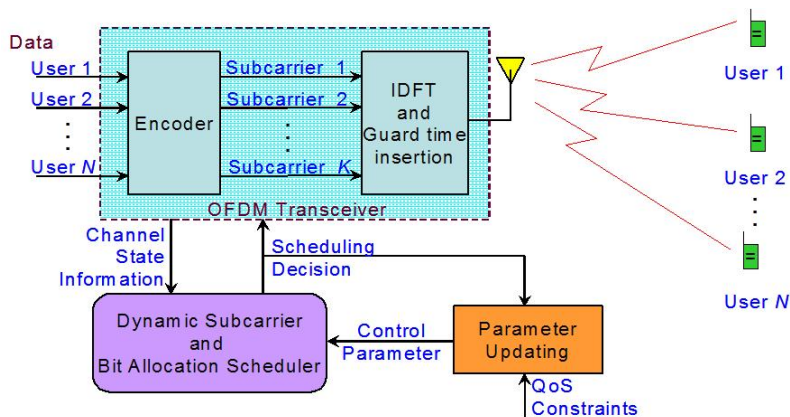 Data
User 1
User 2
User N
Encoder
Subcarrier 1
Subcarrier 2
Subcarrier K
IDFT
and
Guard time
insertion
OFDM Transceiver
User 1
User 2
User N
Channel
State
Information
Scheduling
Decision
Dynamic Subcarrier
and
Bit Allocation Scheduler
Control
Parameter
Parameter
Updating
QoS
Constraints